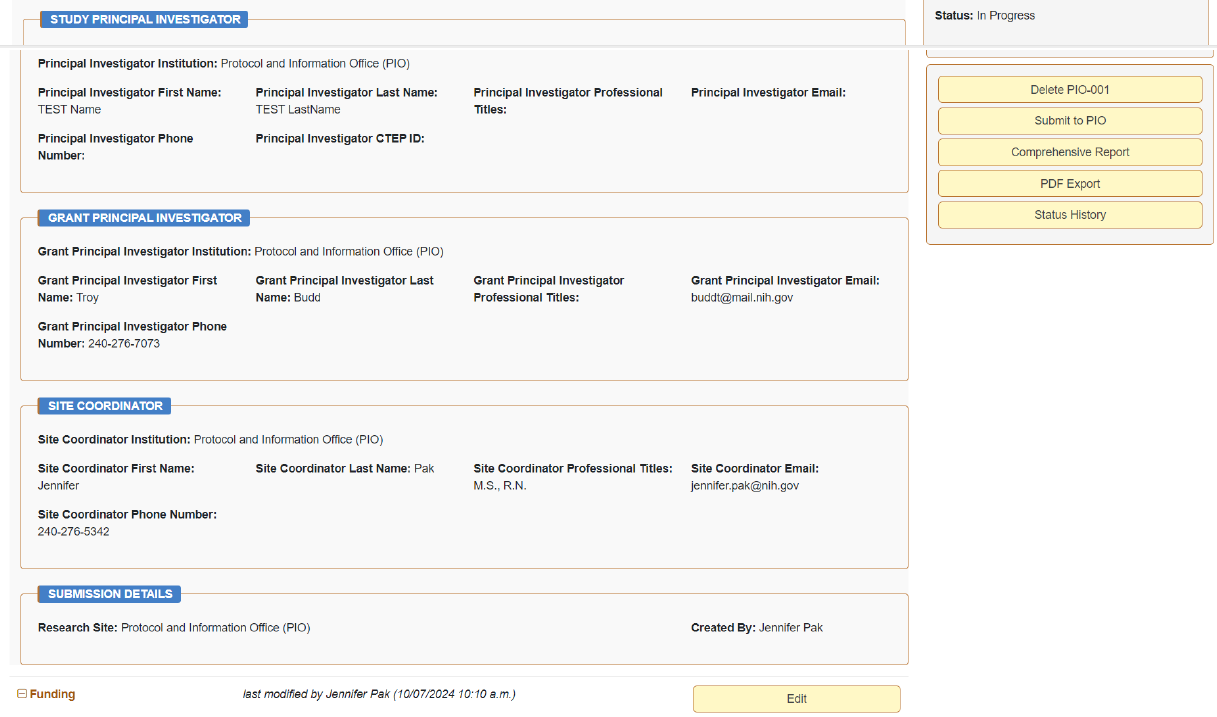 STUDY PRINCIPAL INVESTIGATOR
Status: In Progress
Principal Investigator Institution: Protocol and Information Office (PIO)
Principal Investigator First Name:
TEST Name
Principal Investigator Last Name:
TEST LastName
Principal Investigator Professional
Titles:
Principal Investigator Email:
Principal Investigator Phone
Number:
Principal Investigator CTEP ID:
Delete PIO-001
Submit to PIO
Comprehensive Report
PDF Export
Status History
GRANT PRINCIPAL INVESTIGATOR
Grant Principal Investigator Institution: Protocol and Information Office (PIO)
Grant Principal Investigator First
Name: Troy
Grant Principal Investigator Last
Name: Budd
Grant Principal Investigator
Professional Titles:
Grant Principal Investigator Email:
buddt@mail.nih.gov
Grant Principal Investigator Phone
Number: 240-276-7073
SITE COORDINATOR
Site Coordinator Institution: Protocol and Information Office (PIO)
Site Coordinator First Name:
Jennifer
Site Coordinator Last Name: Pak
Site Coordinator Professional Titles:
M.S., R.N.
Site Coordinator Email:
jennifer.pak@nih.gov
Site Coordinator Phone Number:
240-276-5342
SUBMISSION DETAILS
Research Site: Protocol and Information Office (PIO)
Created By: Jennifer Pak
Funding
last modified by Jennifer Pak (10/07/2024 10:10 a.m.)
Edit